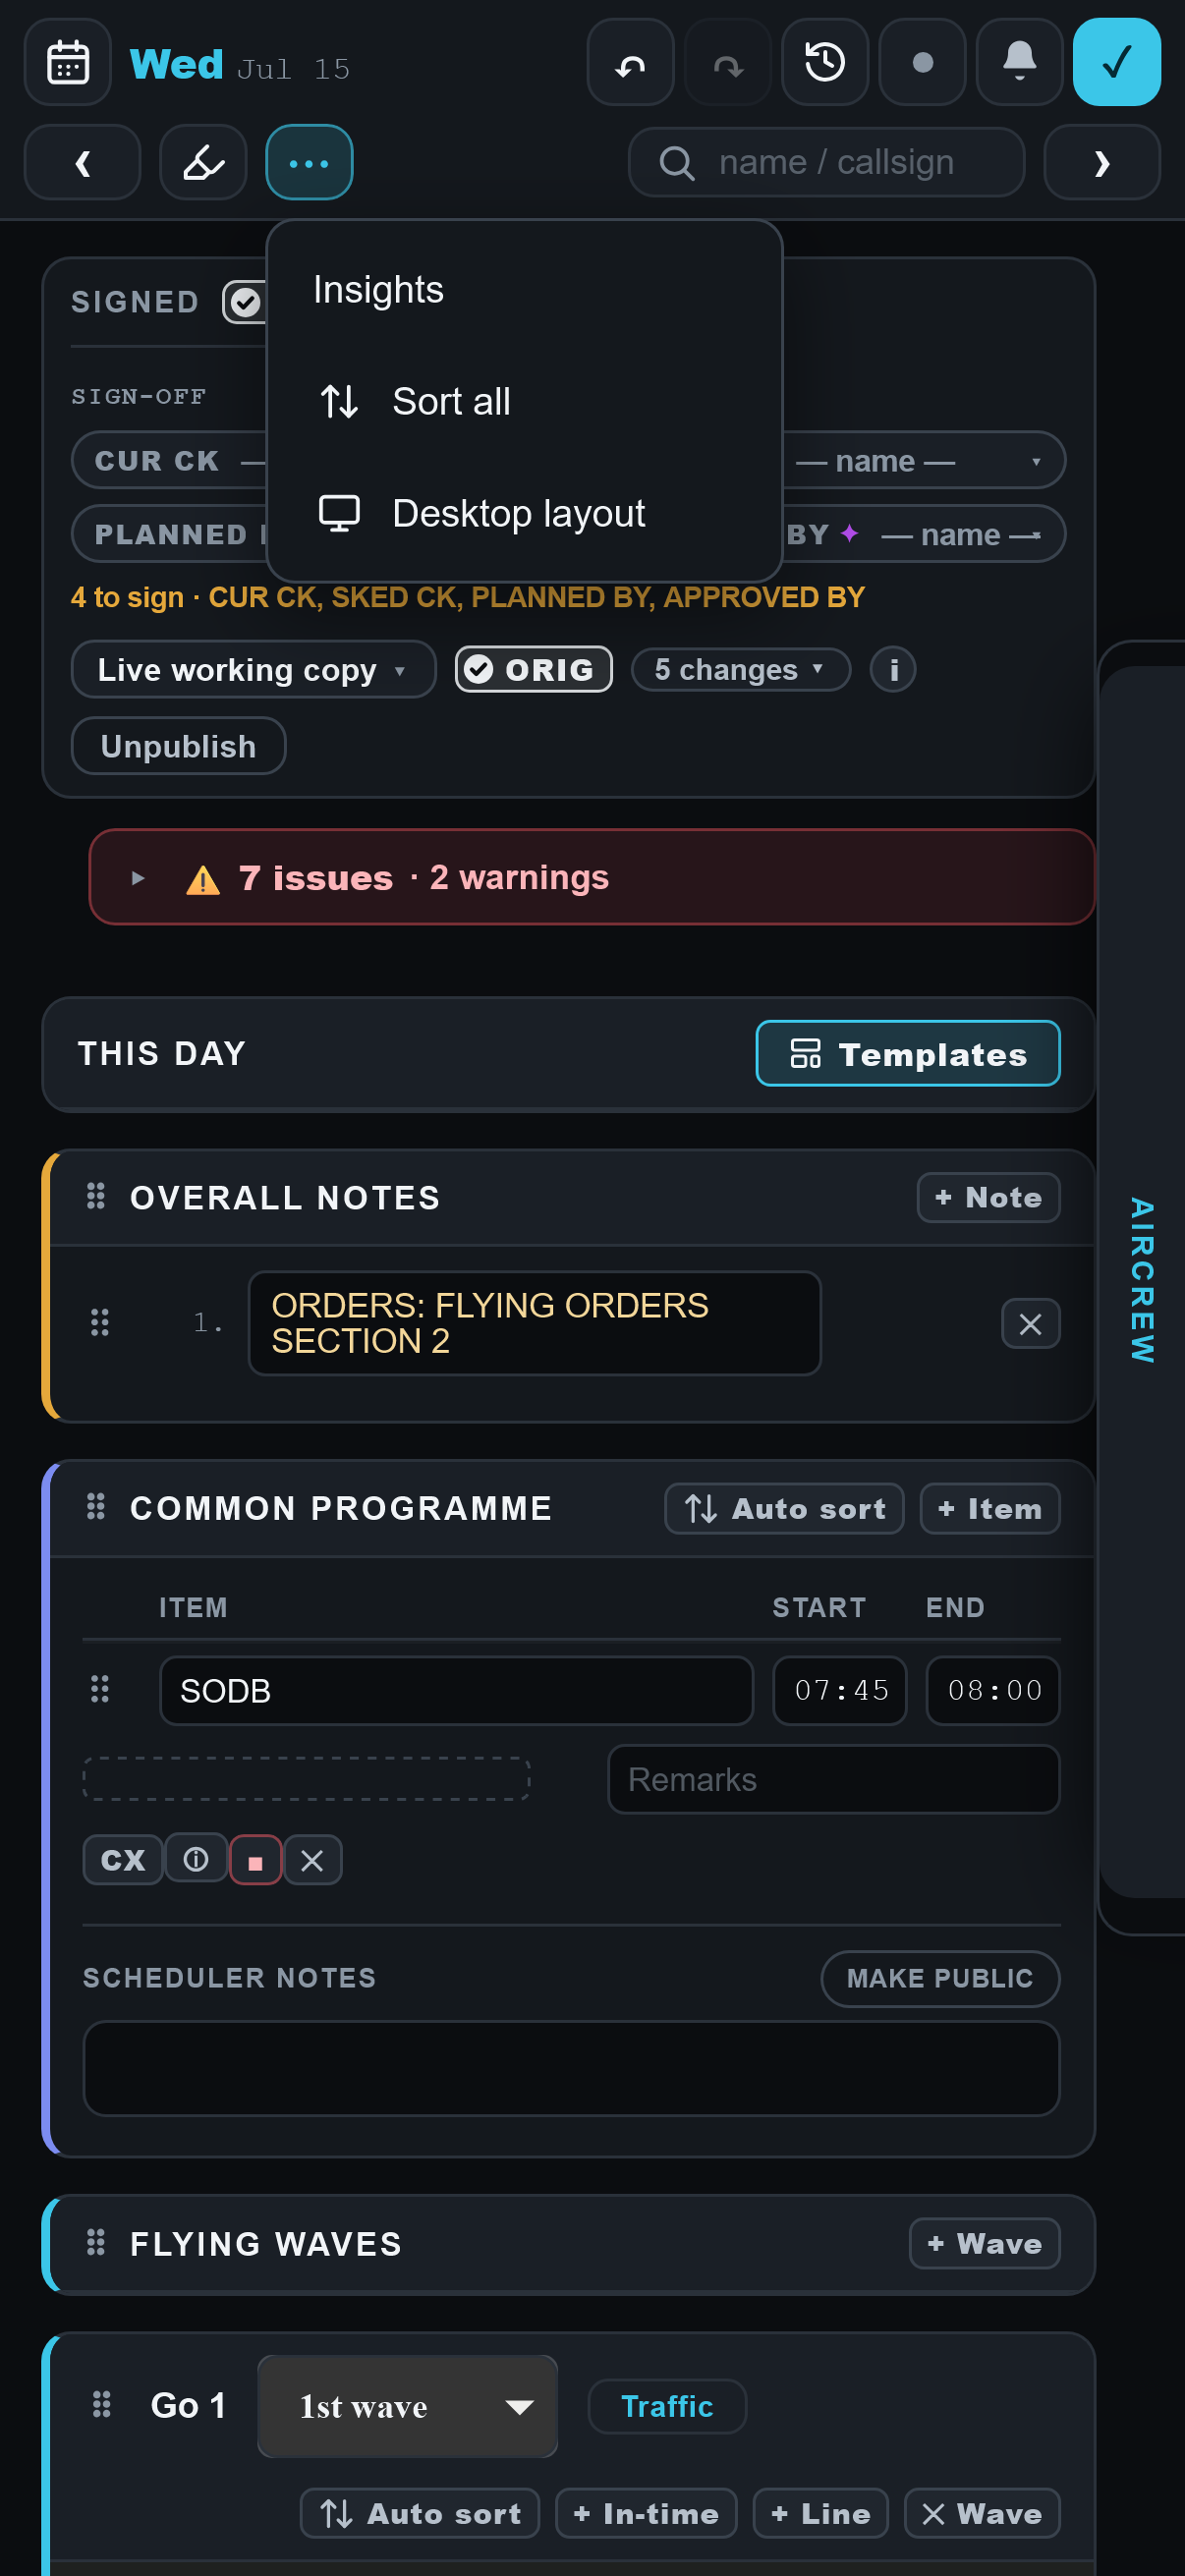 Wed Jul 15
name / callsign
Insights
Sort all
Desktop layout
SIGNED
SIGN-OFF
CUR CK —
— name —
PLANNED
BY — name —
4 to sign · CUR CK, SKED CK, PLANNED BY, APPROVED BY
Live working copy ORIG 5 changes i
Unpublish
7 issues · 2 warnings
THIS DAY Templates
OVERALL NOTES + Note
1. ORDERS: FLYING ORDERS
SECTION 2
AIRCREW
COMMON PROGRAMME Auto sort + Item
ITEM START END
SODB 07:45 08:00
Remarks
CX
SCHEDULER NOTES MAKE PUBLIC
FLYING WAVES + Wave
Go 1 1st wave Traffic
Auto sort + In-time + Line × Wave